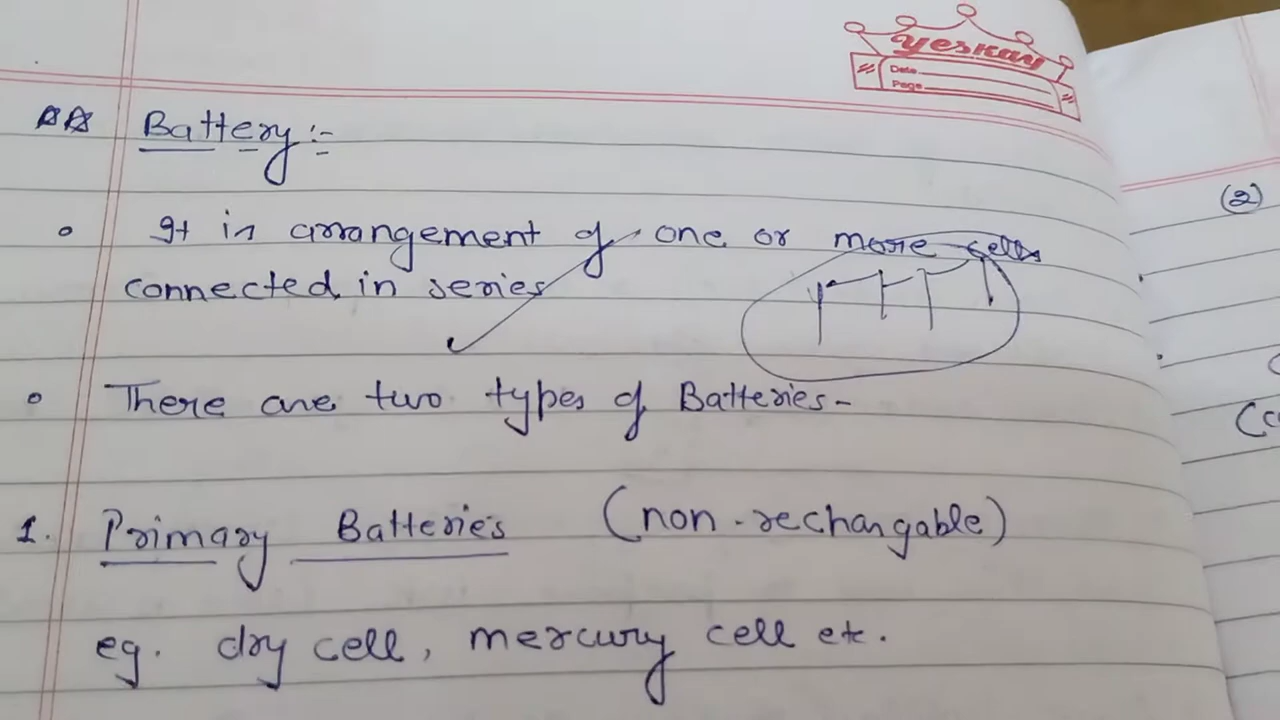 yeskay
Date
Page
Battery :-
It is arrangement of one or more cells
connected in series
There are two types of Batteries-
1. Primary Batteries (non-rechargable)
eg. dry cell, mercury cell etc.
(2)